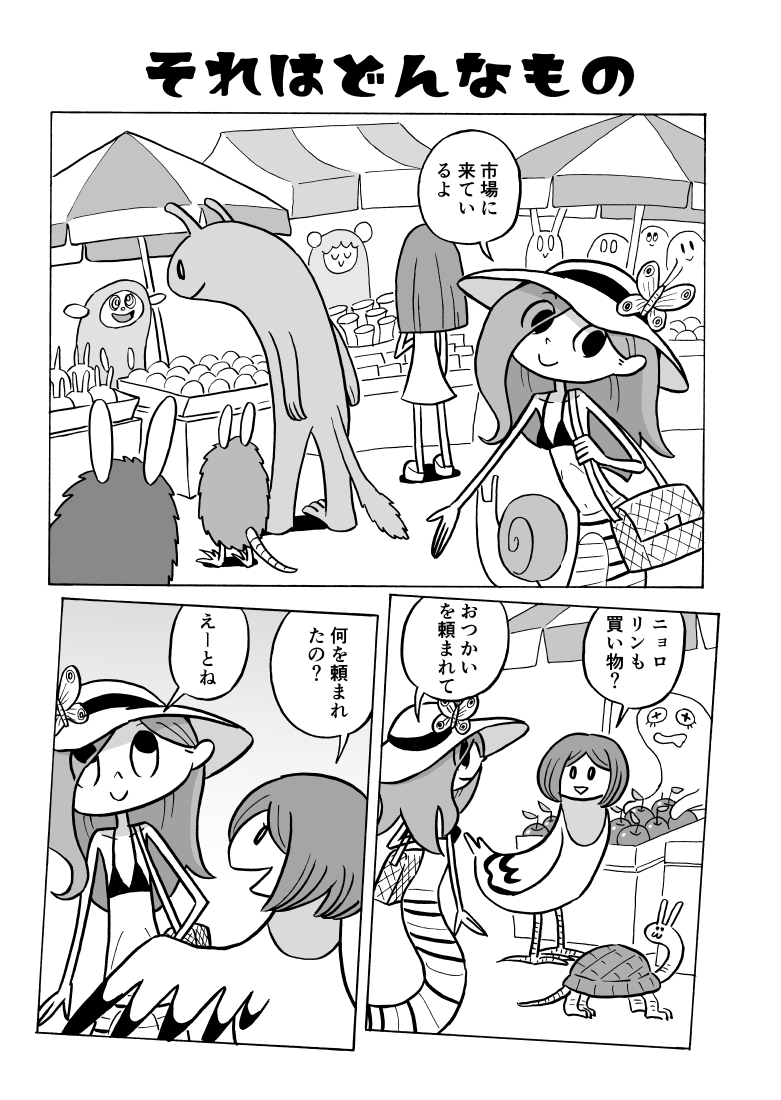 それはどんなもの
市場に
来てい
るよ
ニョロ
リンも
買い物？
おつかい
を頼まれて
何を頼まれ
たの？
えーとね